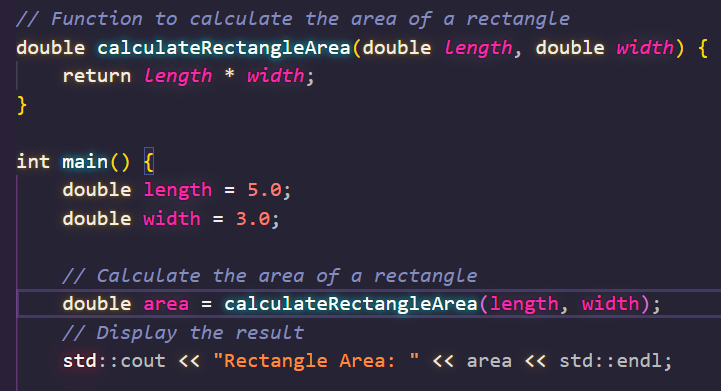 // Function to calculate the area of a rectangle
double calculateRectangleArea(double length, double width) {
    return length * width;
}

int main() {
    double length = 5.0;
    double width = 3.0;

    // Calculate the area of a rectangle
    double area = calculateRectangleArea(length, width);
    // Display the result
    std::cout << "Rectangle Area: " << area << std::endl;